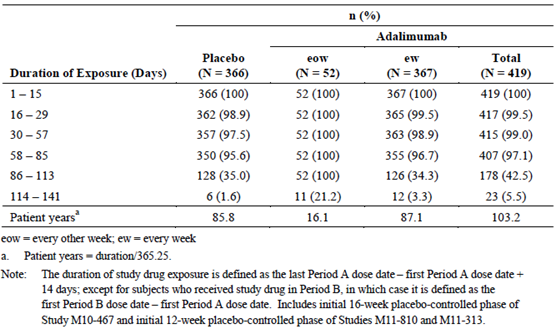 n (%)
Adalimumab
Placebo eow ew Total
Duration of Exposure (Days) (N = 366) (N = 52) (N = 367) (N = 419)
1 – 15 366 (100) 52 (100) 367 (100) 419 (100)
16 – 29 362 (98.9) 52 (100) 365 (99.5) 417 (99.5)
30 – 57 357 (97.5) 52 (100) 363 (98.9) 415 (99.0)
58 – 85 350 (95.6) 52 (100) 355 (96.7) 407 (97.1)
86 – 113 128 (35.0) 52 (100) 126 (34.3) 178 (42.5)
114 – 141 6 (1.6) 11 (21.2) 12 (3.3) 23 (5.5)
Patient yearsᵃ 85.8 16.1 87.1 103.2
eow = every other week; ew = every week
a. Patient years = duration/365.25.
Note: The duration of study drug exposure is defined as the last Period A dose date – first Period A dose date +
14 days; except for subjects who received study drug in Period B, in which case it is defined as the
first Period B dose date – first Period A dose date. Includes initial 16-week placebo-controlled phase of
Study M10-467 and initial 12-week placebo-controlled phase of Studies M11-810 and M11-313.